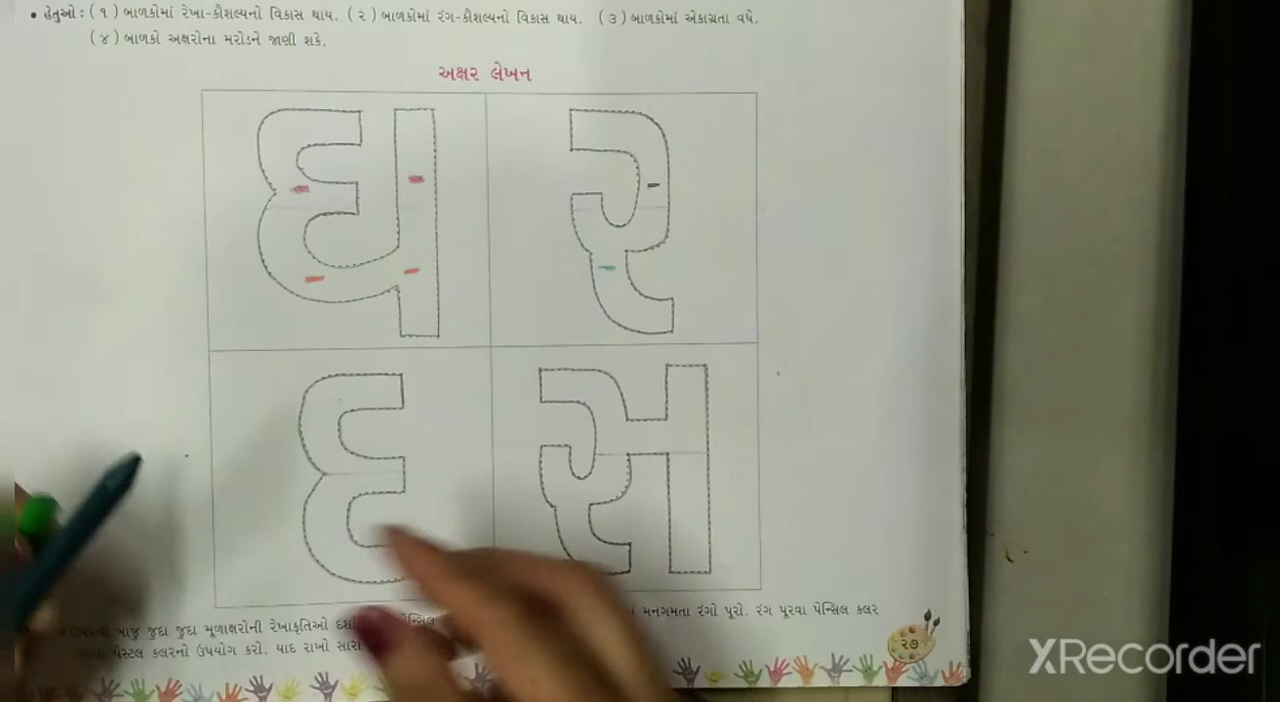 • હેતુઓ : (૧) બાળકોમાં રેખા-કૌશલ્યનો વિકાસ થાય. (૨) બાળકોમાં રંગ-કૌશલ્યનો વિકાસ થાય. (૩) બાળકોમાં એકાગ્રતા વધે.
(૪) બાળકો અક્ષરોના મરોડને જાણી શકે.
અક્ષર લેખન
ઘ ર
દ સ
બાજુ જુદા જુદા મૂળાક્ષરોની રેખાકૃતિઓ મનગમતા રંગો પૂરો. રંગ પૂરવા પેન્સિલ કલર
પેસ્ટલ કલરનો ઉપયોગ કરો. યાદ રાખો સારા
૨૭
XRecorder